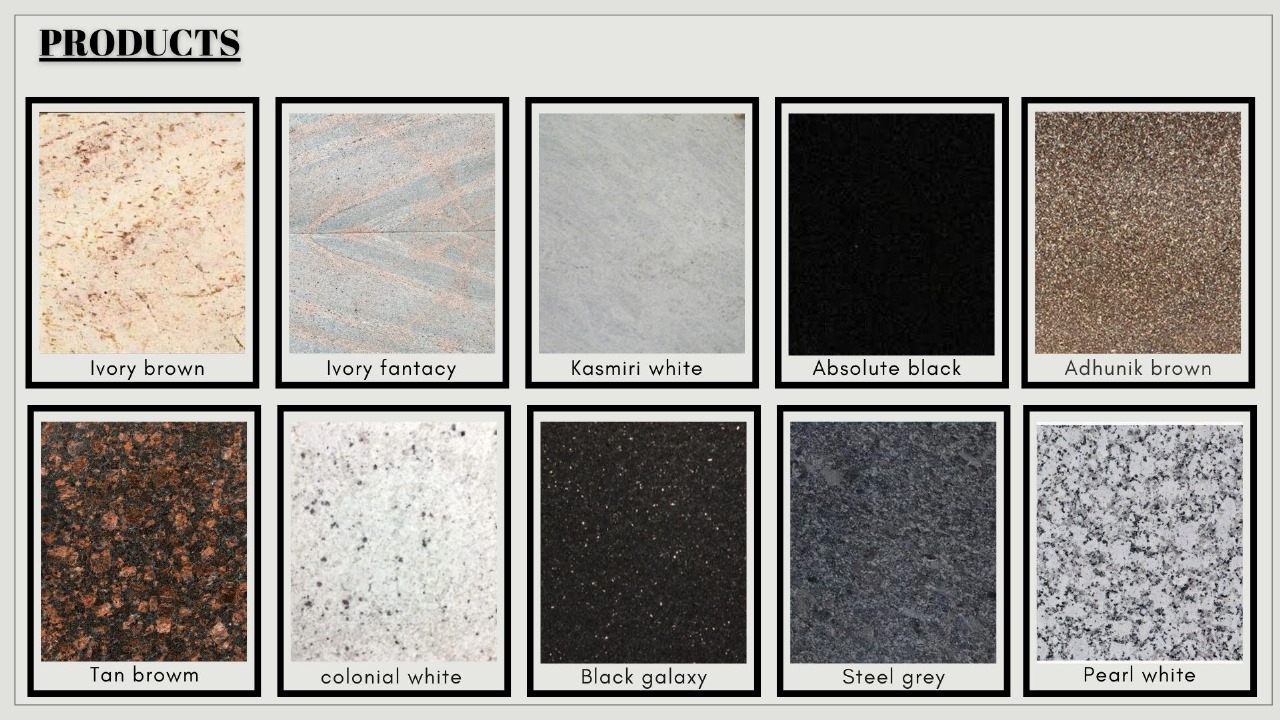 PRODUCTS
Ivory brown
Ivory fantacy
Kasmiri white
Absolute black
Adhunik brown
Tan browm
colonial white
Black galaxy
Steel grey
Pearl white